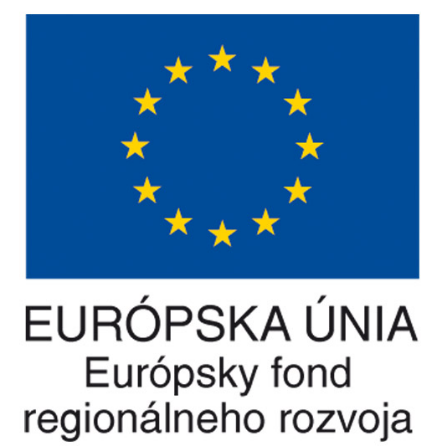 EURÓPSKA ÚNIA
Európsky fond
regionálneho rozvoja